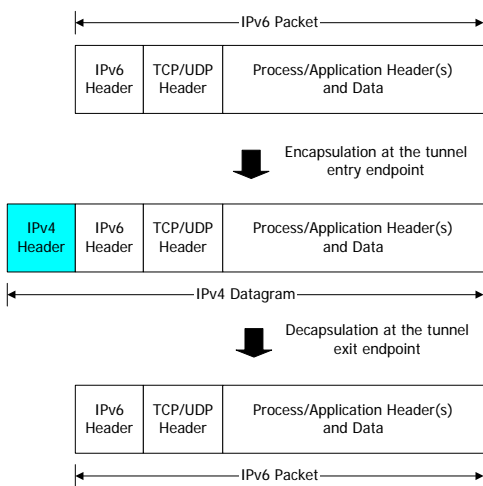 IPv6 Packet
IPv6 Header
TCP/UDP Header
Process/Application Header(s) and Data
Encapsulation at the tunnel
entry endpoint
IPv4 Header
IPv6 Header
TCP/UDP Header
Process/Application Header(s) and Data
IPv4 Datagram
Decapsulation at the tunnel
exit endpoint
IPv6 Header
TCP/UDP Header
Process/Application Header(s) and Data
IPv6 Packet